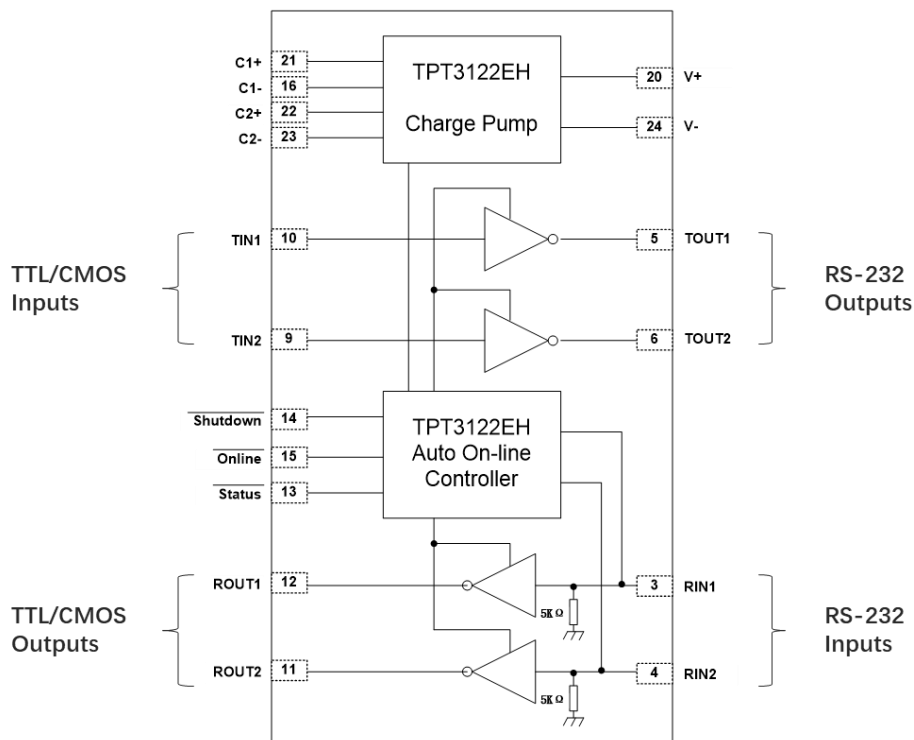 C1+ 21
C1- 16
C2+ 22
C2- 23
TPT3122EH
Charge Pump
20 V+
24 V-
TTL/CMOS
Inputs
TIN1 10
TIN2 9
5 TOUT1
6 TOUT2
RS-232
Outputs
Shutdown 14
Online 15
Status 13
TPT3122EH
Auto On-line
Controller
TTL/CMOS
Outputs
ROUT1 12
ROUT2 11
5KΩ
5KΩ
3 RIN1
4 RIN2
RS-232
Inputs